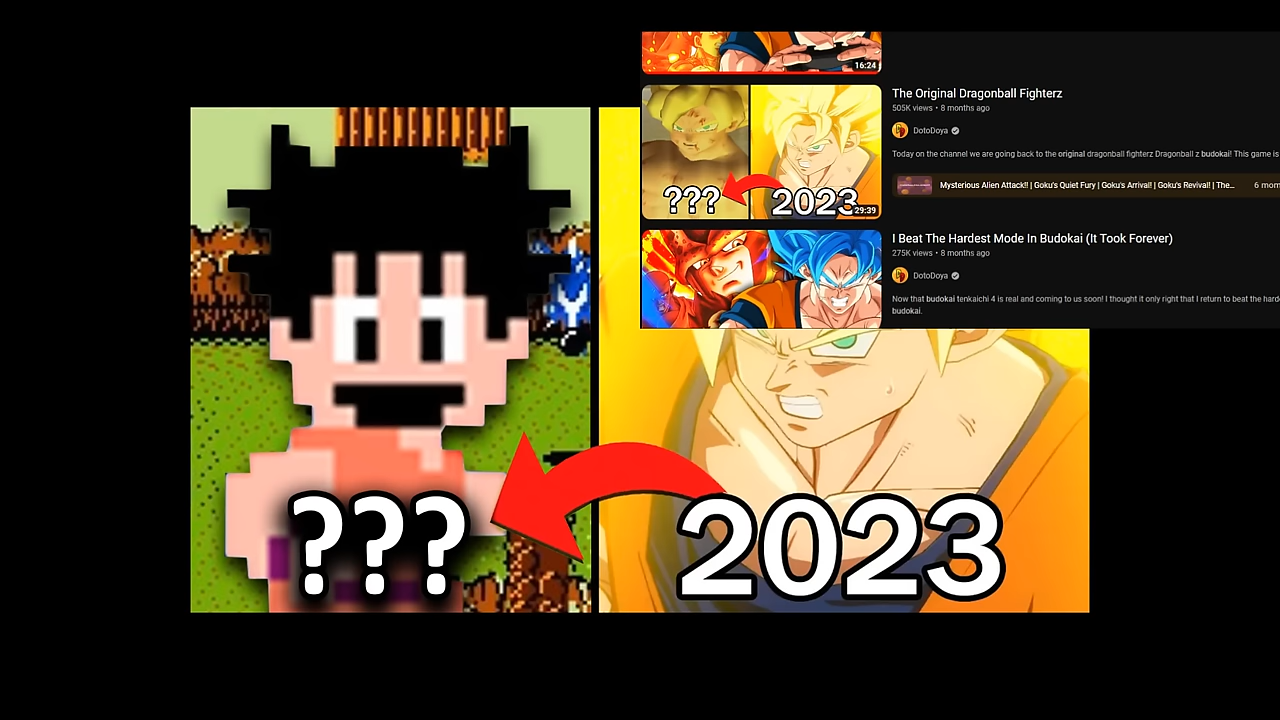 16:24
The Original Dragonball Fighterz
505K views • 8 months ago
DotoDoya
Today on the channel we are going back to the original dragonball fighterz Dragonball z budokai! This game is
Mysterious Alien Attack!! | Goku's Quiet Fury | Goku's Arrival! | Goku's Revival! | The...
6 mom
???
2023
29:39
I Beat The Hardest Mode In Budokai (It Took Forever)
275K views • 8 months ago
DotoDoya
Now that budokai tenkaichi 4 is real and coming to us soon! I thought it only right that I return to beat the hard
budokai.
???
2023